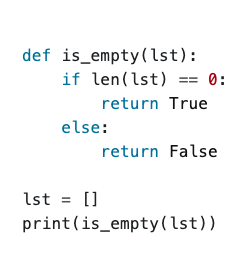 def is_empty(lst):
    if len(lst) == 0:
        return True
    else:
        return False

lst = []
print(is_empty(lst))